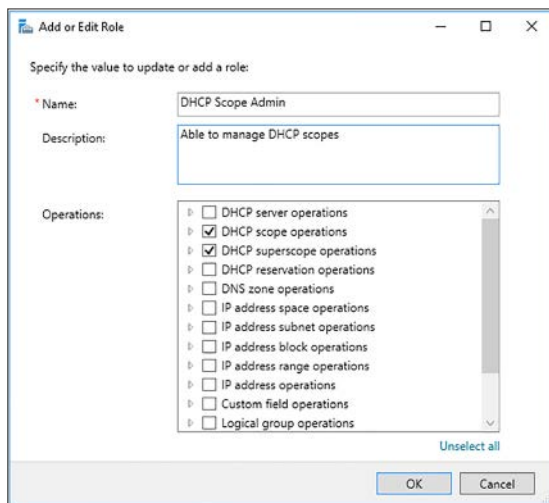 Add or Edit Role
Specify the value to update or add a role:
* Name: DHCP Scope Admin
Description: Able to manage DHCP scopes
Operations: DHCP server operations
DHCP scope operations
DHCP superscope operations
DHCP reservation operations
DNS zone operations
IP address space operations
IP address subnet operations
IP address block operations
IP address range operations
IP address operations
Custom field operations
Logical group operations
Unselect all
OK Cancel